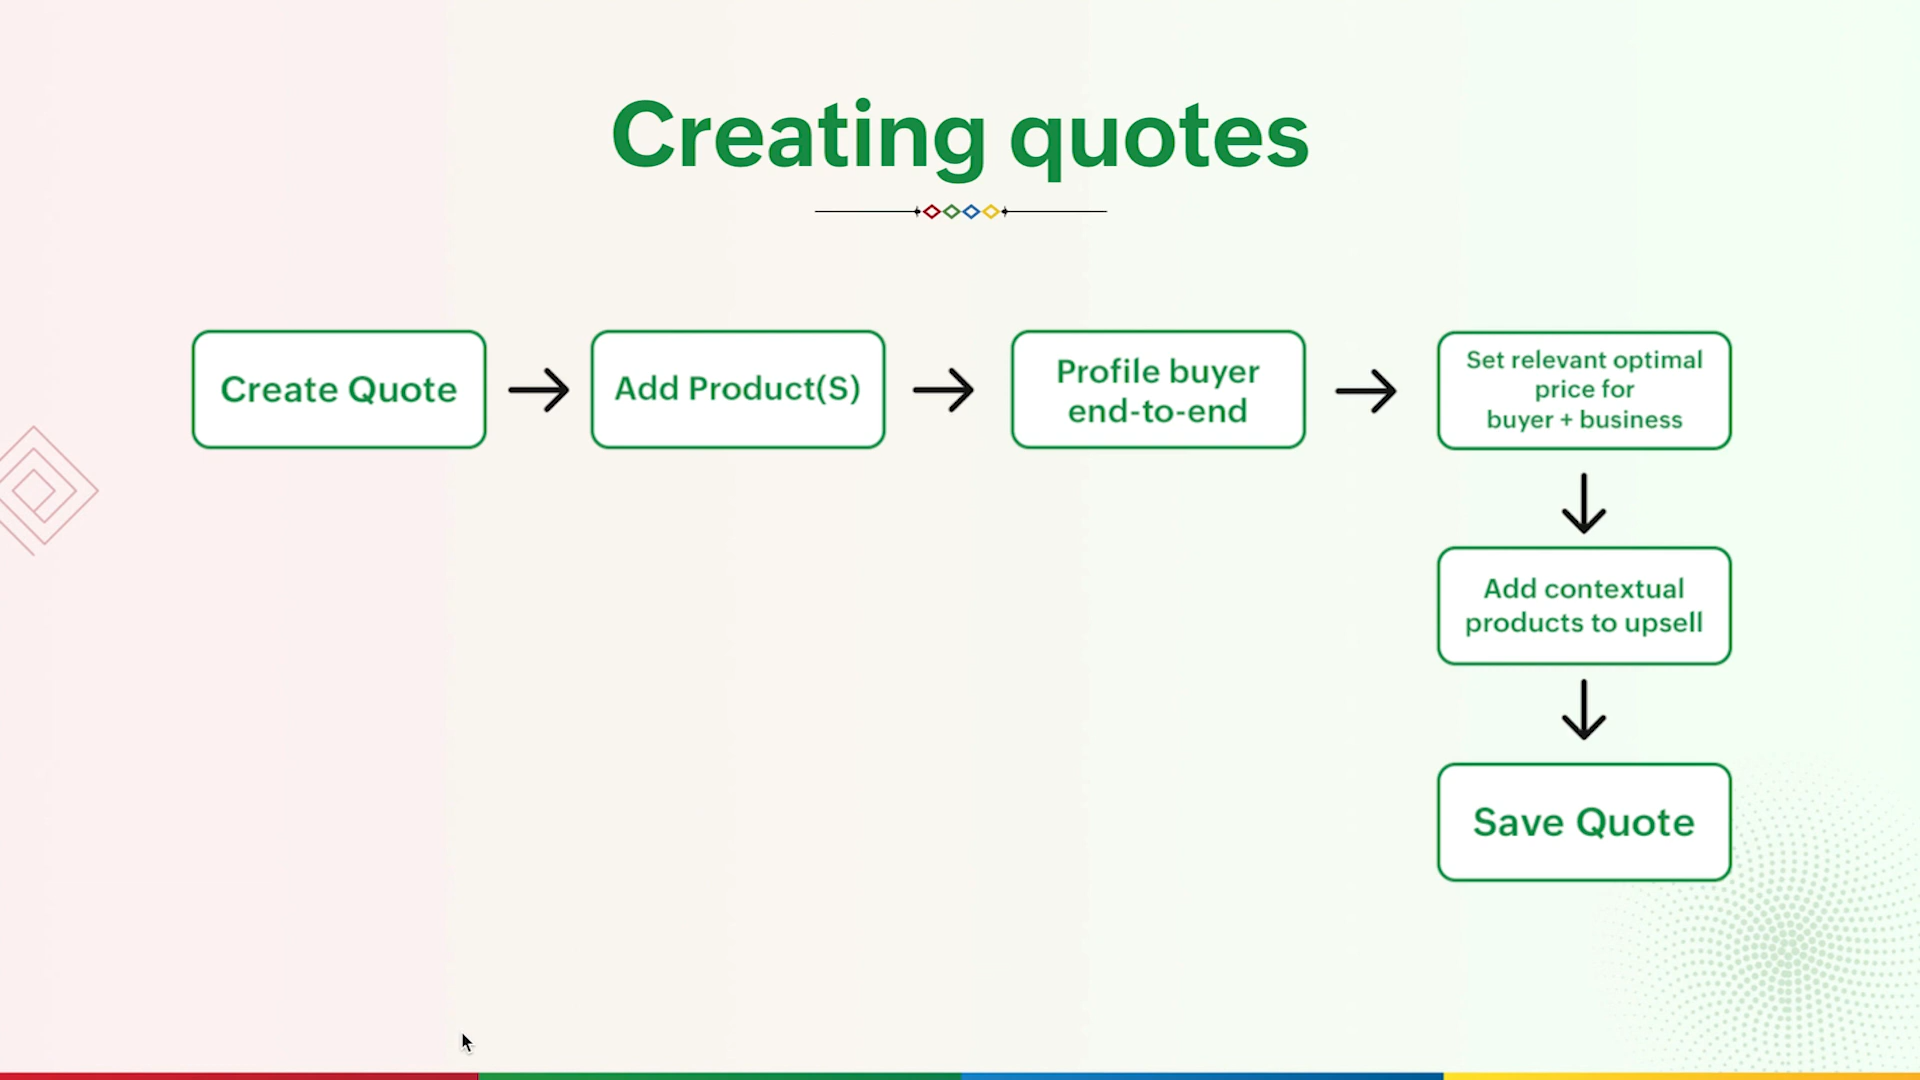 Creating quotes
Create Quote
Add Product(S)
Profile buyer
end-to-end
Set relevant optimal
price for
buyer + business
Add contextual
products to upsell
Save Quote